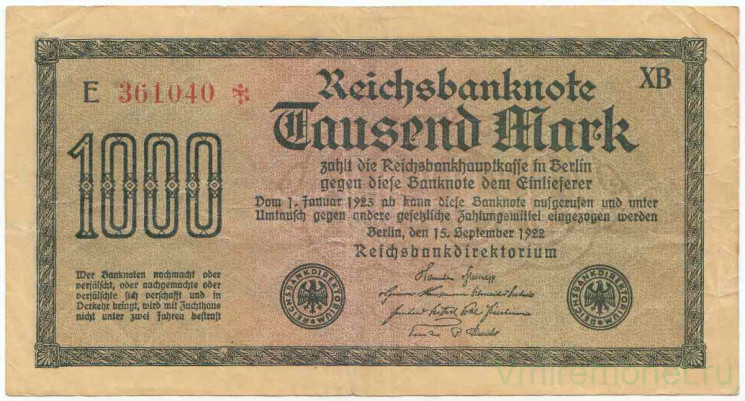 E 361040 *
XB
1000
Reichsbanknote
Tausend Mark
zahlt die Reichsbankhauptkasse in Berlin
gegen diese Banknote dem Einlieferer
Vom 1. Januar 1923 ab kann diese Banknote aufgerufen und unter
Umtausch gegen andere gesetzliche Zahlungsmittel eingezogen werden
Berlin, den 15. September 1922
Reichsbankdirektorium
Wer Banknoten nachmacht oder
verfälscht, oder nachgemachte oder
verfälschte sich verschafft und in
Verkehr bringt, wird mit Zuchthaus
nicht unter zwei Jahren bestraft
REICHSBANKDIREKTORIUM
REICHSBANKDIREKTORIUM
vmiremonet.ru